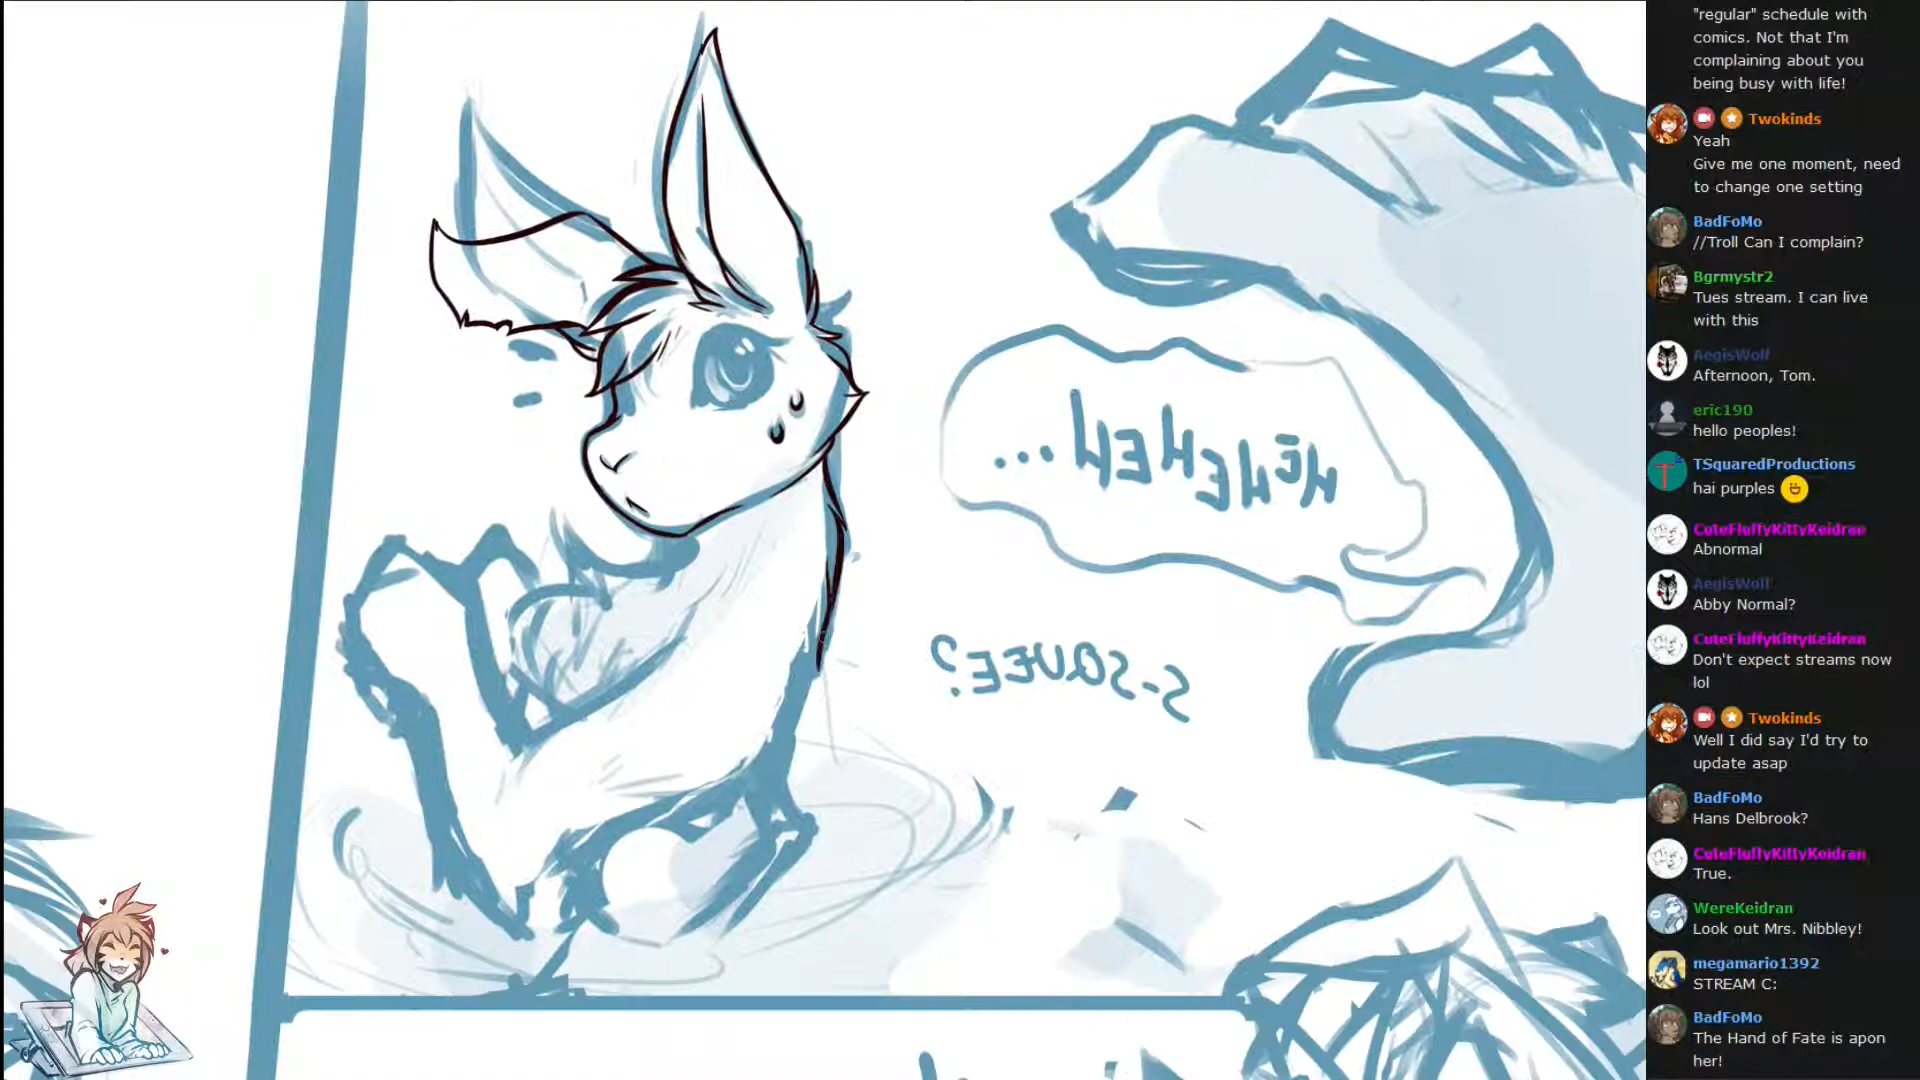 HEHEHEHEH...
S-SQUEE?
"regular" schedule with
comics. Not that I'm
complaining about you
being busy with life!
Twokinds
Yeah
Give me one moment, need
to change one setting
BadFoMo
//Troll Can I complain?
Bgrmystr2
Tues stream. I can live
with this
AegisWolf
Afternoon, Tom.
eric190
hello peoples!
TSquaredProductions
hai purples
CuteFluffyKittyKeidran
Abnormal
AegisWolf
Abby Normal?
CuteFluffyKittyKeidran
Don't expect streams now
lol
Twokinds
Well I did say I'd try to
update asap
BadFoMo
Hans Delbrook?
CuteFluffyKittyKeidran
True.
WereKeidran
Look out Mrs. Nibbley!
megamario1392
STREAM C:
BadFoMo
The Hand of Fate is apon
her!